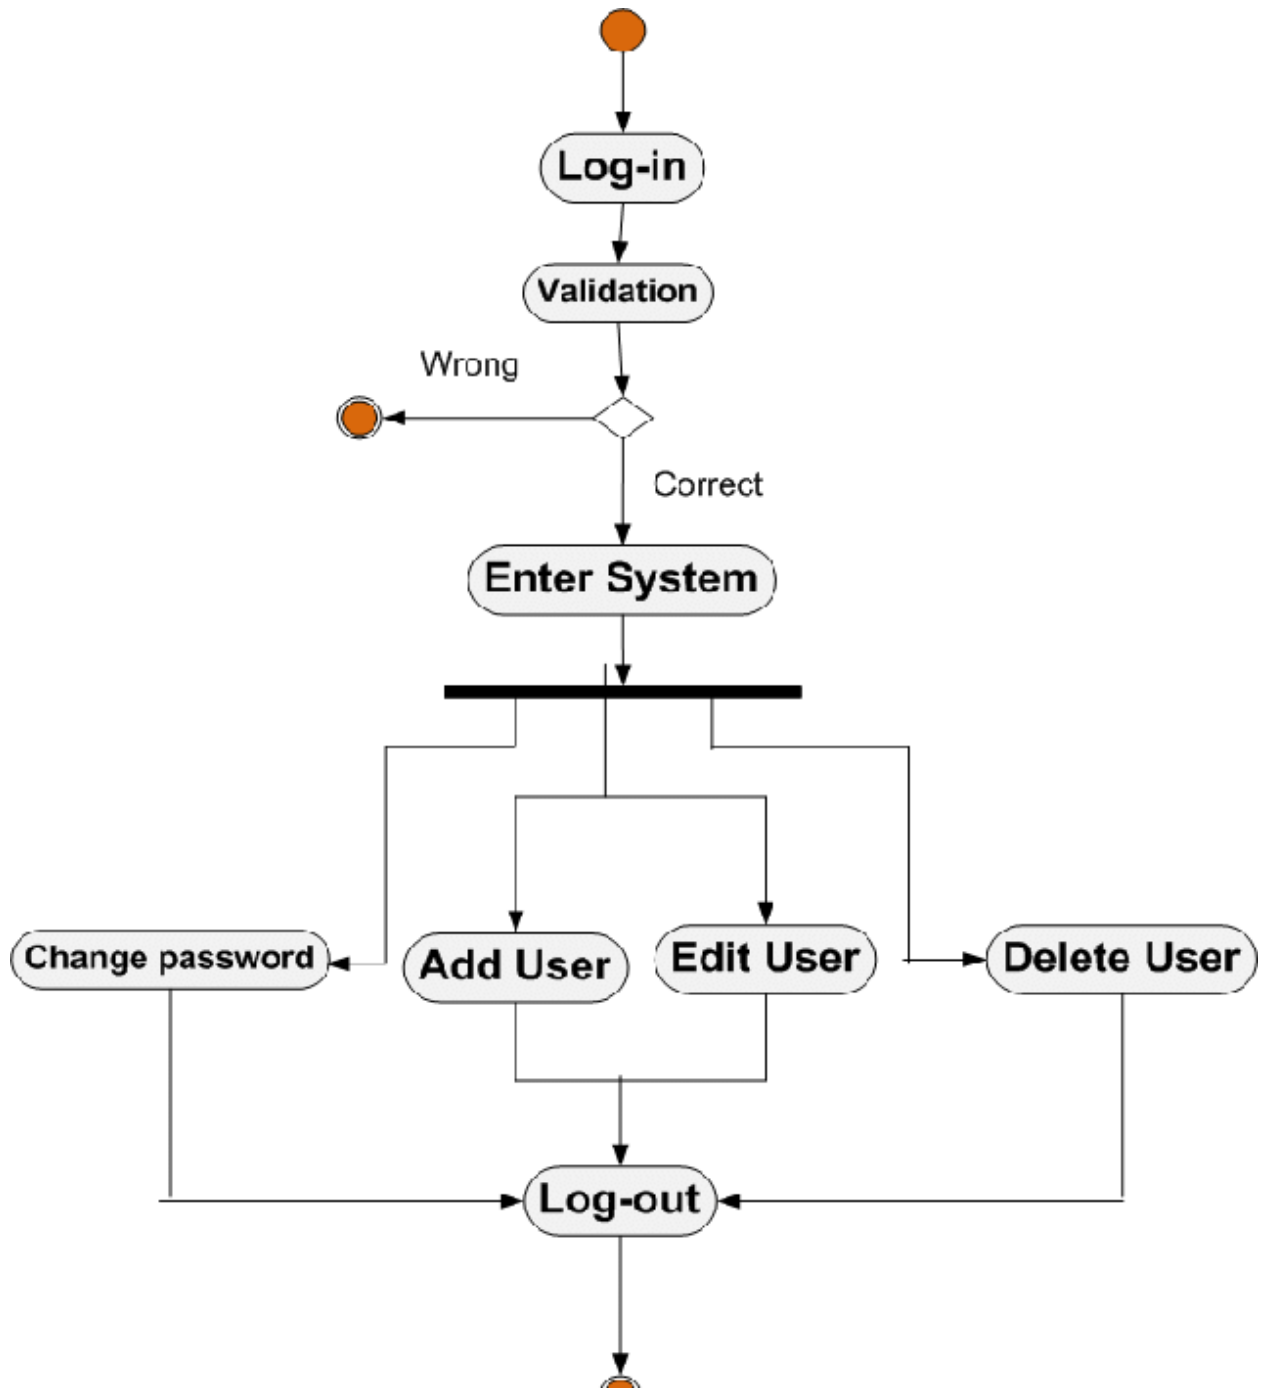 Log-in
Validation
Wrong
Correct
Enter System
Change password
Add User
Edit User
Delete User
Log-out